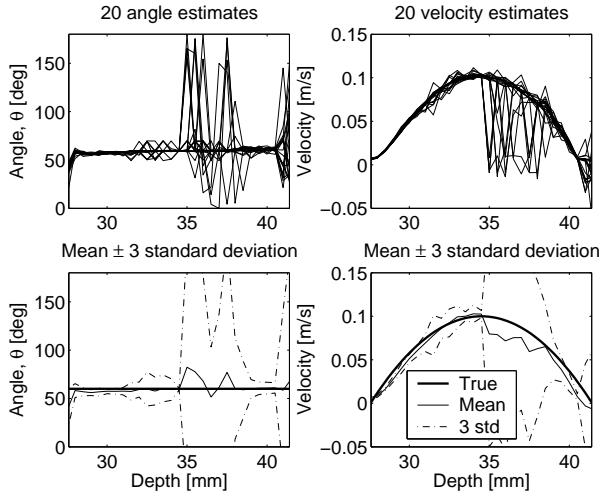 20 angle estimates
20 velocity estimates
Angle, θ [deg]
150
100
50
0
30
35
40
Velocity [m/s]
0.15
0.1
0.05
0
−0.05
30
35
40
Mean ± 3 standard deviation
Mean ± 3 standard deviation
Angle, θ [deg]
150
100
50
0
30
35
40
Depth [mm]
Velocity [m/s]
0.15
0.1
0.05
0
−0.05
30
35
40
Depth [mm]
True
Mean
3 std